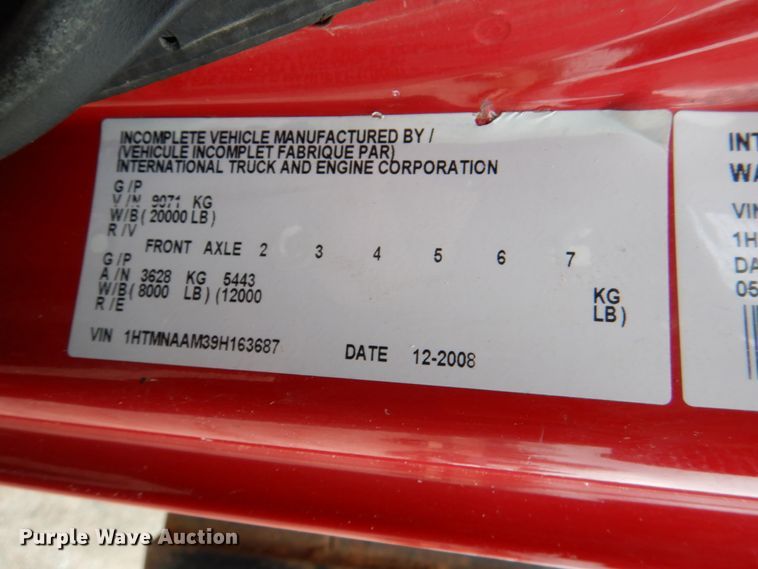 INCOMPLETE VEHICLE MANUFACTURED BY /
(VEHICULE INCOMPLET FABRIQUE PAR)
INTERNATIONAL TRUCK AND ENGINE CORPORATION
G /P
V /N 9071 KG
W/B( 20000 LB)
R /V
FRONT AXLE 2 3 4 5 6 7
G /P
A /N 3628 KG 5443 KG
W/B( 8000 LB) (12000 LB)
R /E
VIN 1HTMNAAM39H163687 DATE 12-2008
INT
WA
VIN
1H
DA
05
Purple Wave Auction